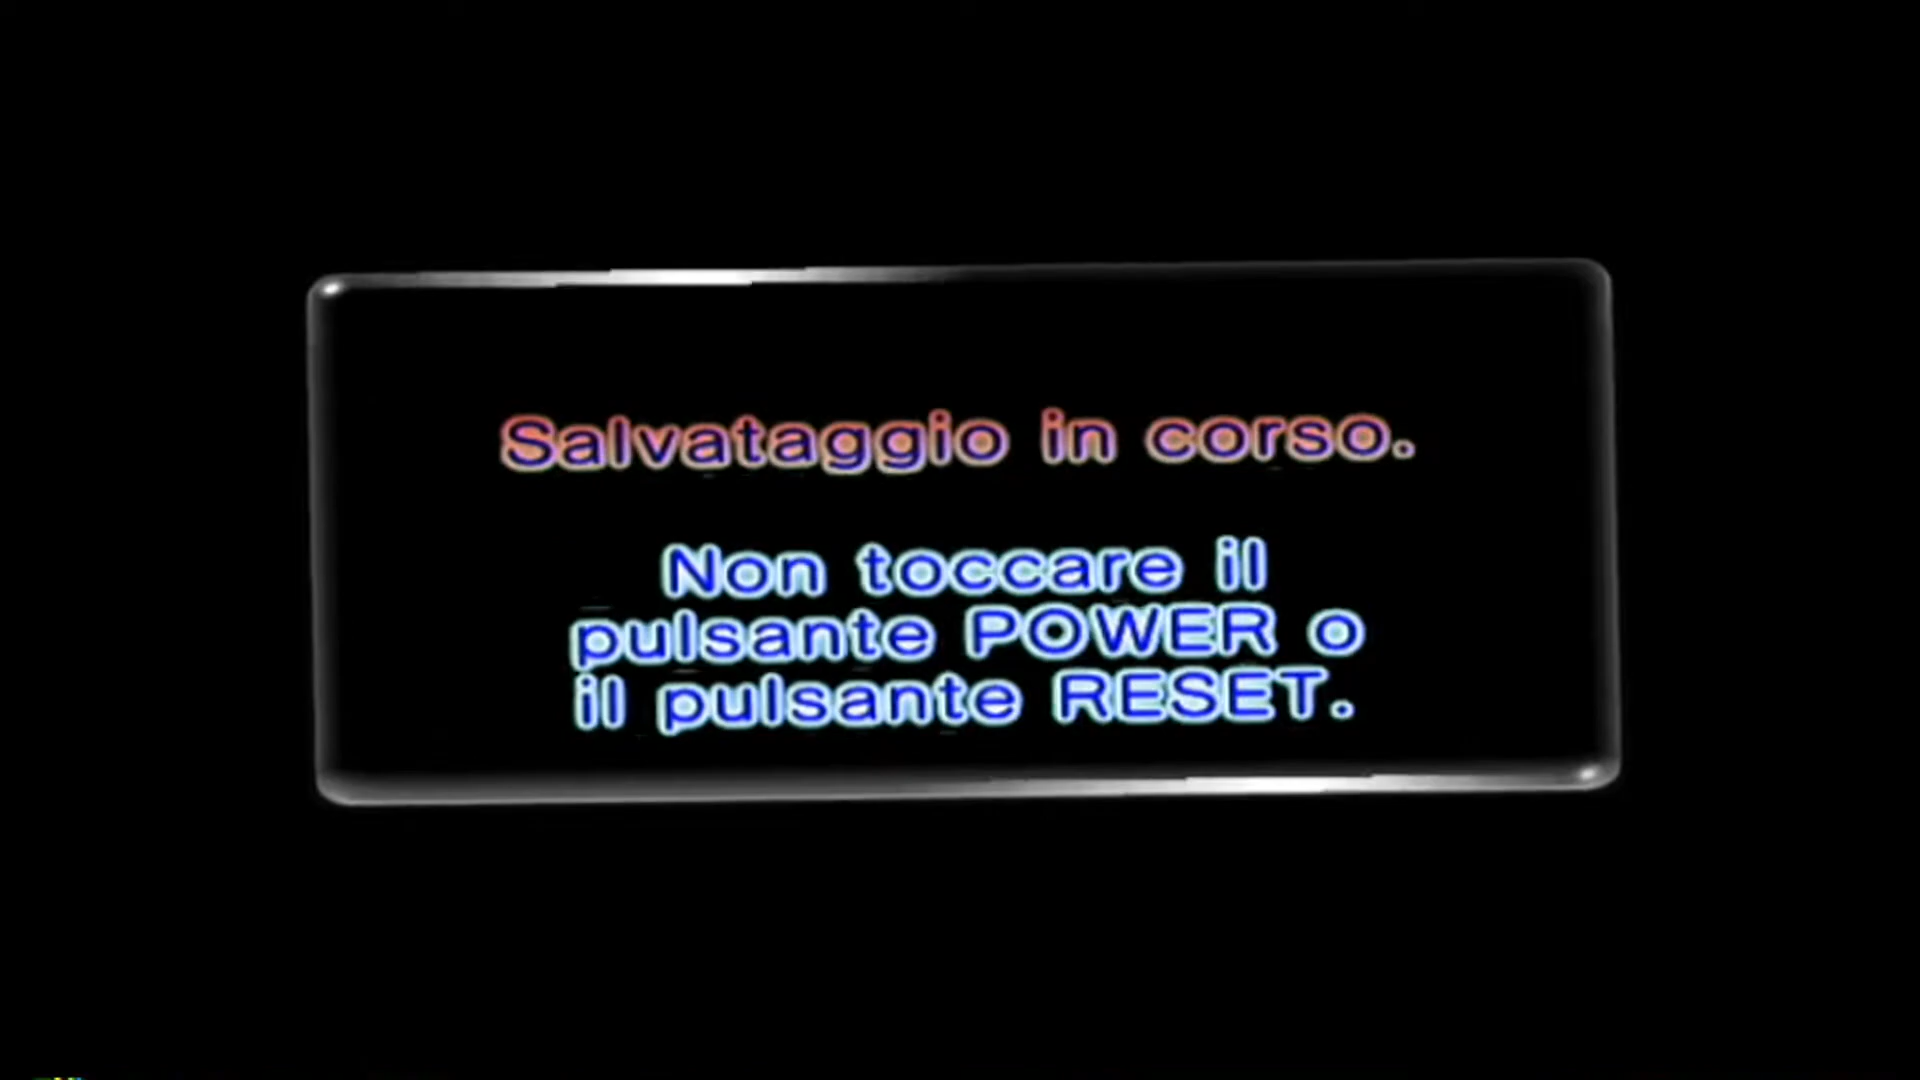 Salvataggio in corso.
Non toccare il
pulsante POWER o
il pulsante RESET.